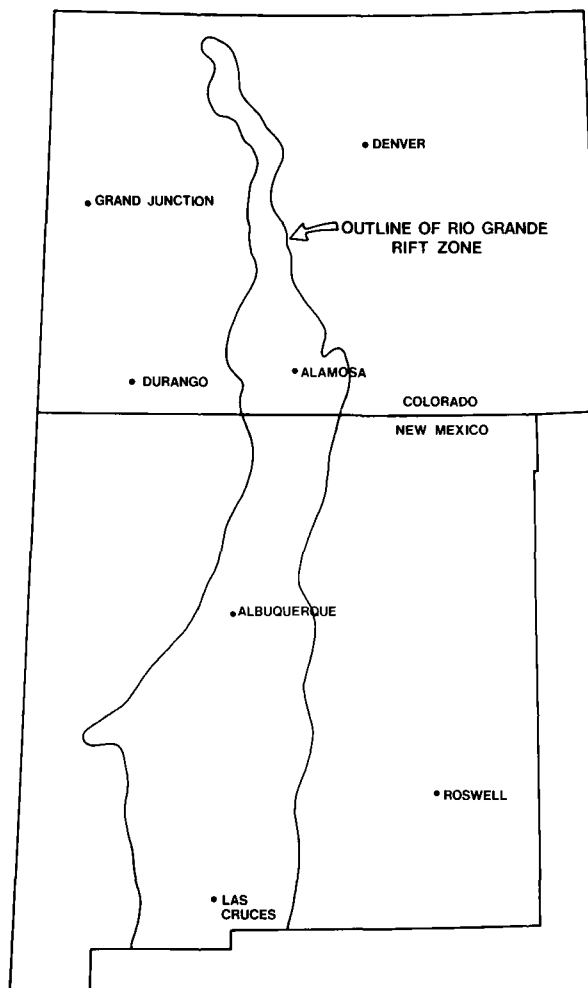 DENVER
GRAND JUNCTION
OUTLINE OF RIO GRANDE
RIFT ZONE
ALAMOSA
DURANGO
COLORADO
NEW MEXICO
ALBUQUERQUE
ROSWELL
LAS
CRUCES